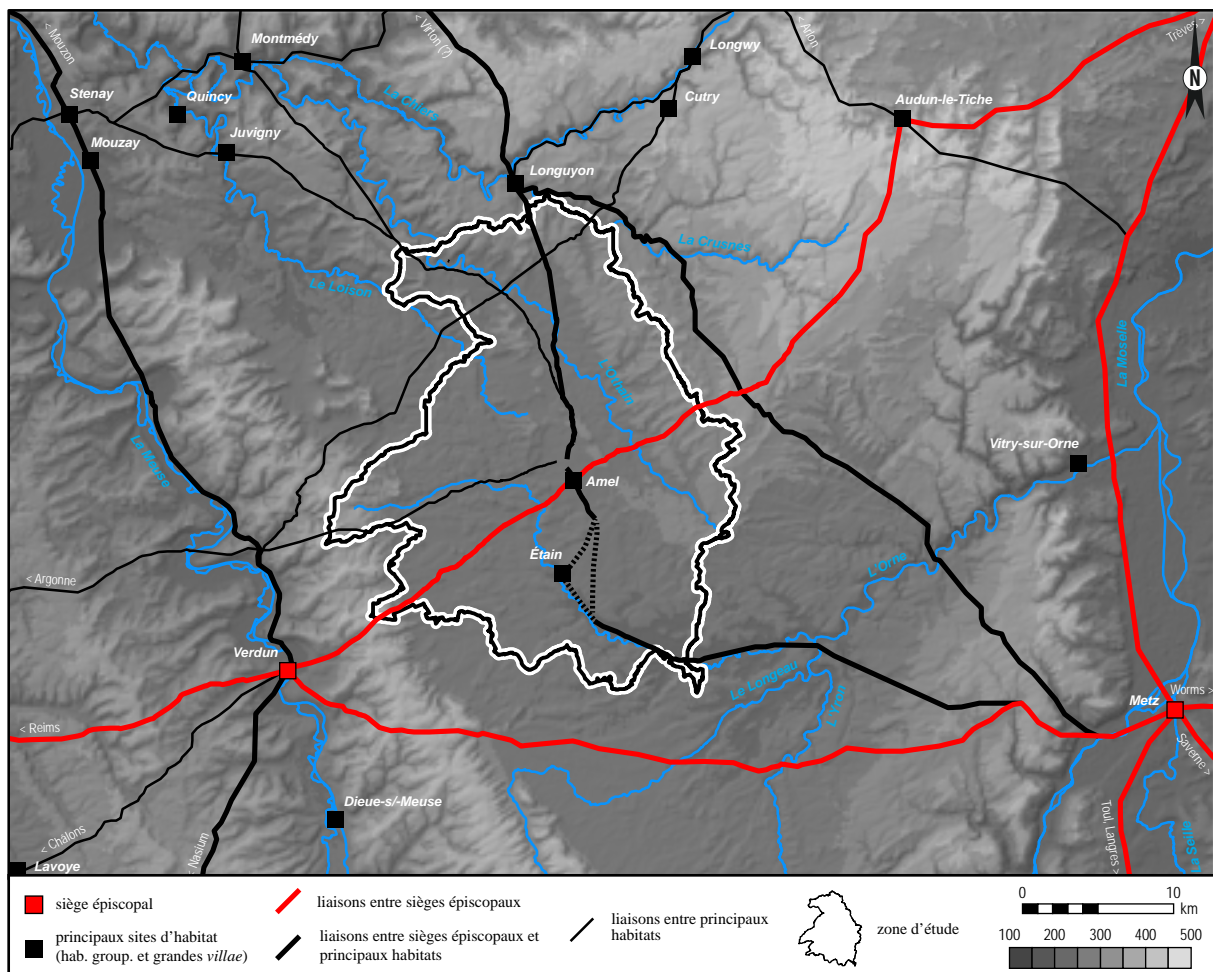 < Mouzon
Montmédy
Virton (?) >
Longwy
< Arlon
Trèves >
N
Stenay
Quincy
La Chiers
Cutry
Audun-le-Tiche
Juvigny
Mouzay
Longuyon
La Crusnes
Le Loison
La Moselle
L'Othain
La Meuse
Vitry-sur-Orne
Amel
Étain
L'Orne
< Argonne
Verdun
Le Longeau
L'Yron
Metz
Worms >
< Reims
Saverne >
Dieue-s/-Meuse
Toul, Langres >
< Châlons
< Nasium
La Seille
Lavoye
siège épiscopal
liaisons entre sièges épiscopaux
liaisons entre principaux
habitats
principaux sites d'habitat
(hab. group. et grandes villae)
liaisons entre sièges épiscopaux et
principaux habitats
zone d'étude
0 10
km
100 200 300 400 500